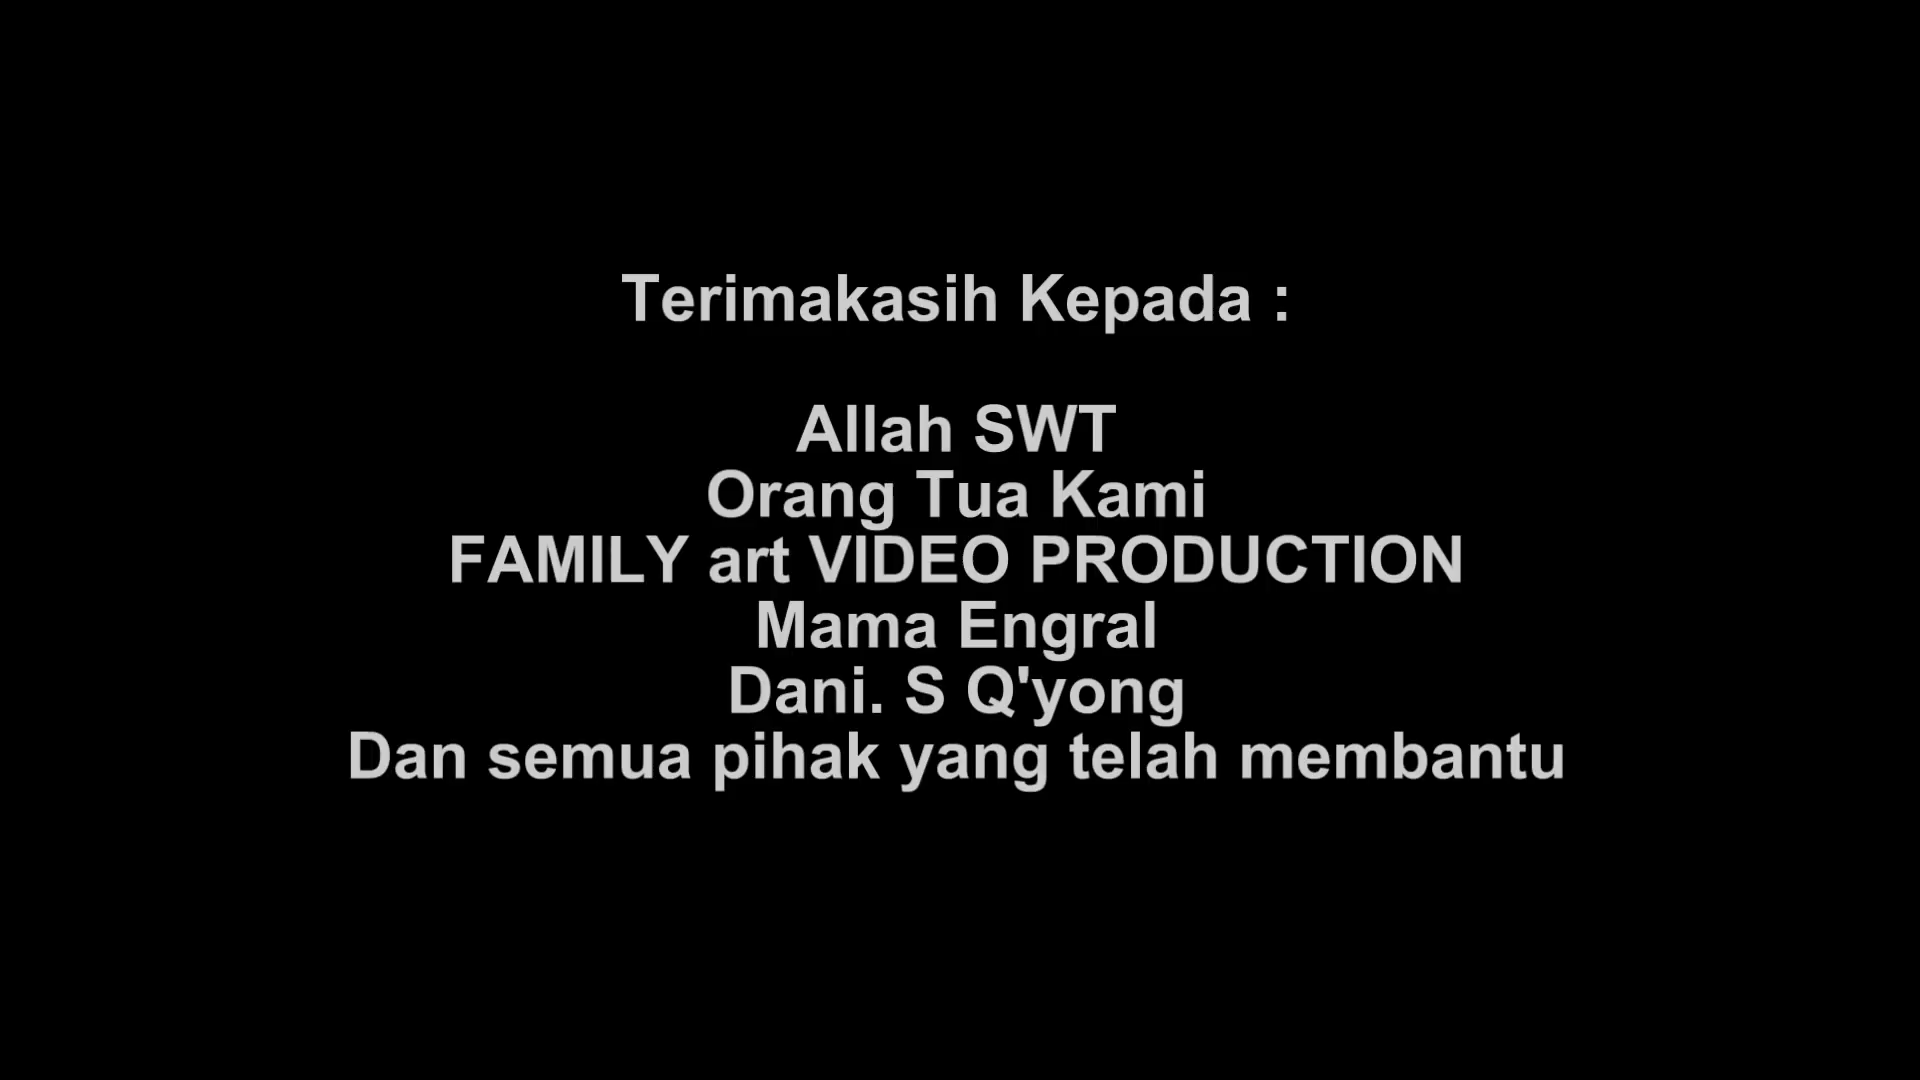 Terimakasih Kepada :
Allah SWT
Orang Tua Kami
FAMILY art VIDEO PRODUCTION
Mama Engral
Dani. S Q'yong
Dan semua pihak yang telah membantu